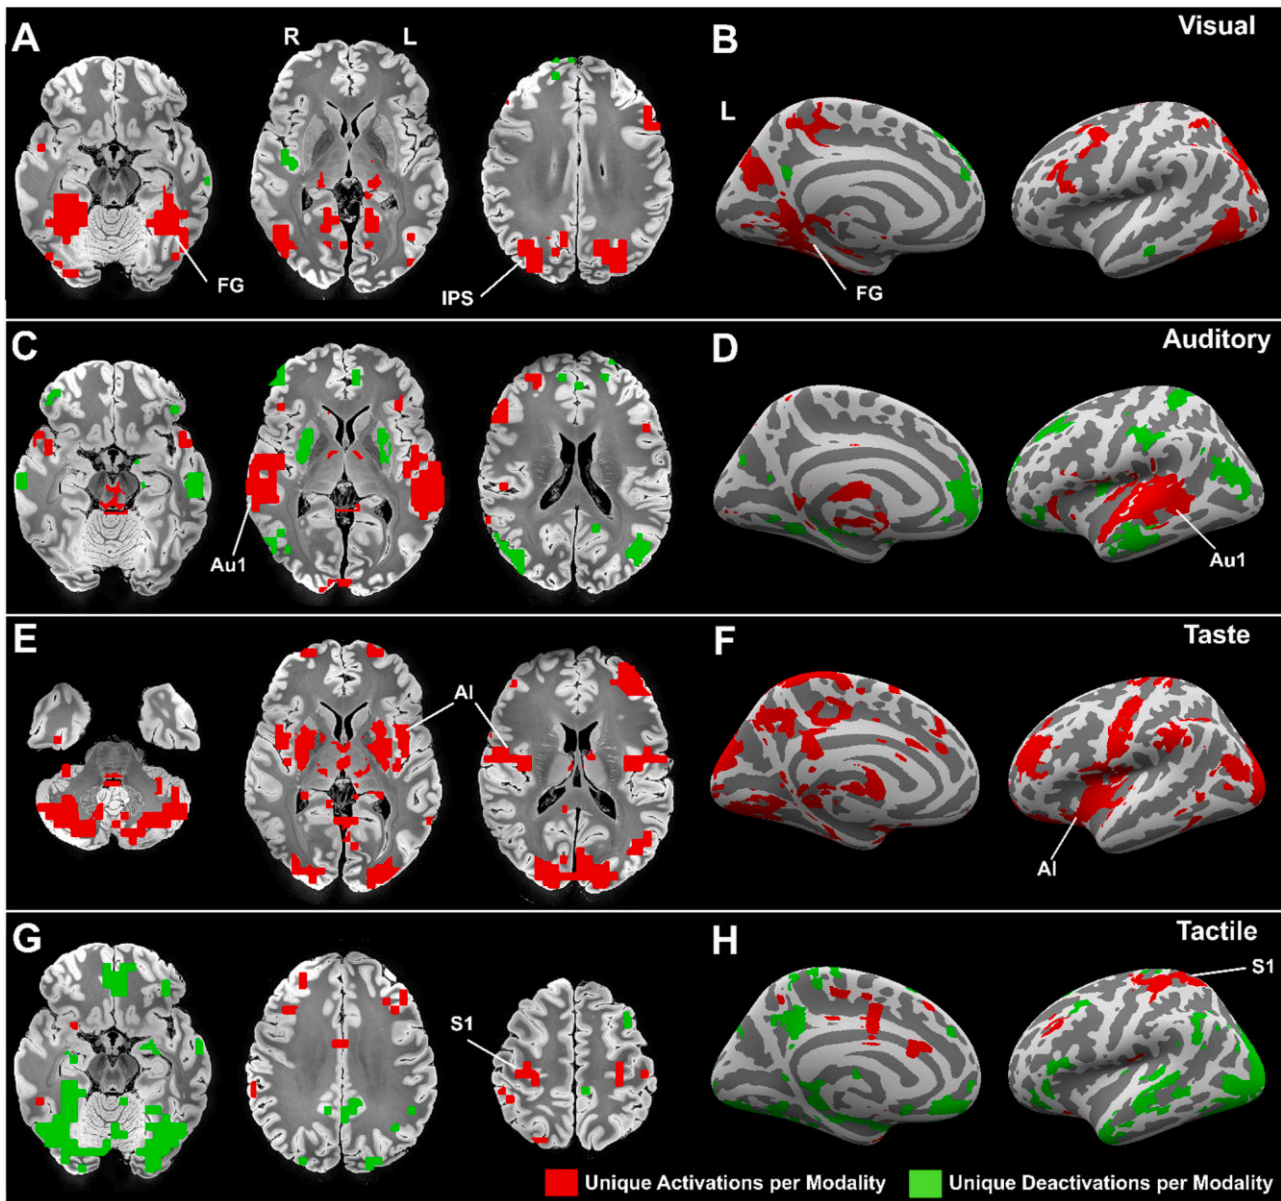 A
R
L
B
Visual
L
FG
IPS
FG
C
D
Auditory
Au1
Au1
E
F
Taste
AI
AI
G
H
Tactile
S1
S1
Unique Activations per Modality
Unique Deactivations per Modality